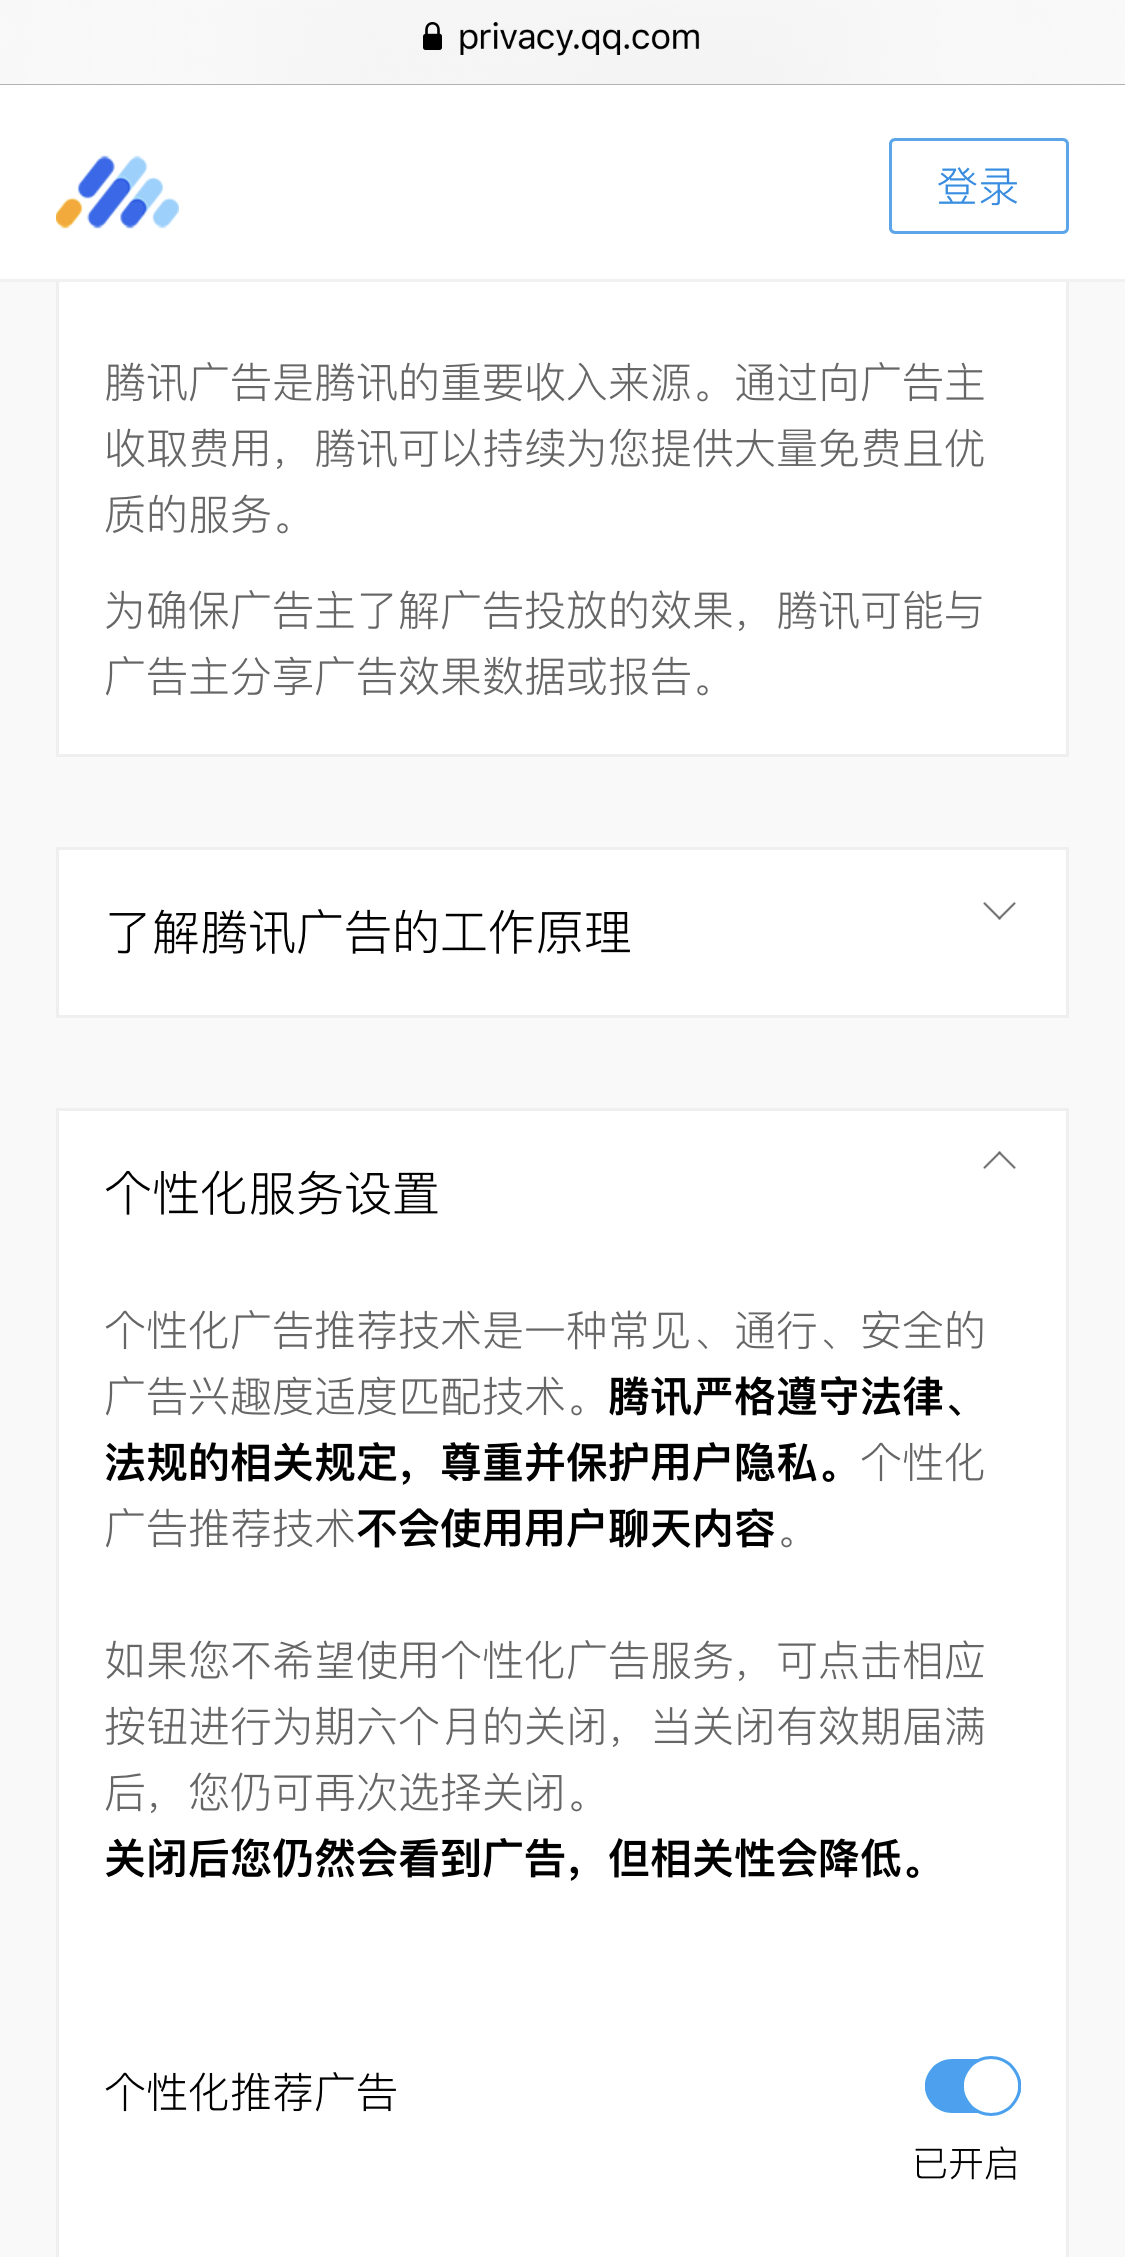 privacy.qq.com
登录
腾讯广告是腾讯的重要收入来源。通过向广告主
收取费用，腾讯可以持续为您提供大量免费且优
质的服务。
为确保广告主了解广告投放的效果，腾讯可能与
广告主分享广告效果数据或报告。
了解腾讯广告的工作原理
个性化服务设置
个性化广告推荐技术是一种常见、通行、安全的
广告兴趣度适度匹配技术。腾讯严格遵守法律、
法规的相关规定，尊重并保护用户隐私。个性化
广告推荐技术不会使用用户聊天内容。
如果您不希望使用个性化广告服务，可点击相应
按钮进行为期六个月的关闭，当关闭有效期届满
后，您仍可再次选择关闭。
关闭后您仍然会看到广告，但相关性会降低。
个性化推荐广告
已开启